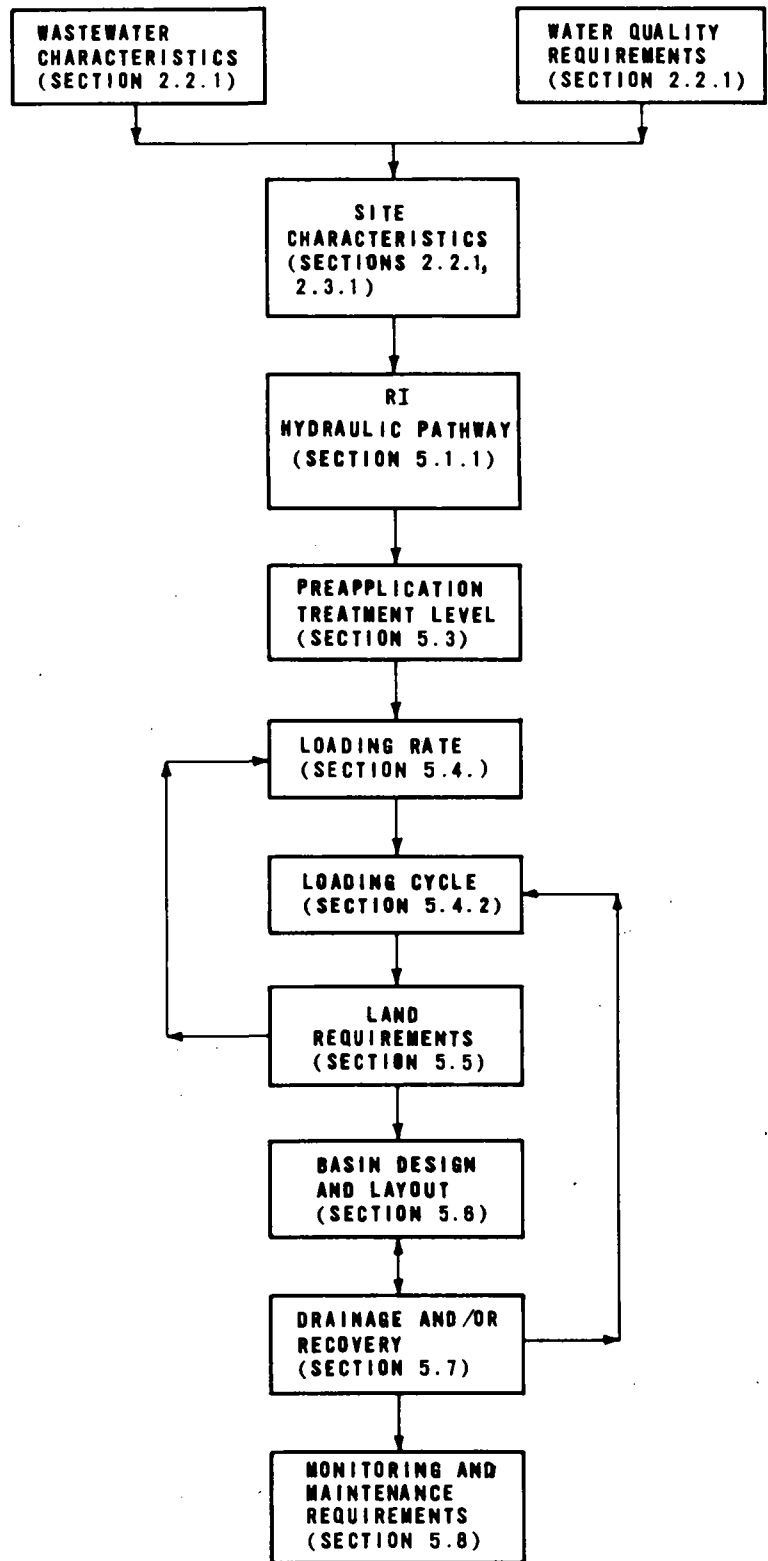 WASTEWATER
CHARACTERISTICS
(SECTION 2.2.1)
WATER QUALITY
REQUIREMENTS
(SECTION 2.2.1)
SITE
CHARACTERISTICS
(SECTIONS 2.2.1,
2.3.1)
RI
HYDRAULIC PATHWAY
(SECTION 5.1.1)
PREAPPLICATION
TREATMENT LEVEL
(SECTION 5.3)
LOADING RATE
(SECTION 5.4.)
LOADING CYCLE
(SECTION 5.4.2)
LAND
REQUIREMENTS
(SECTION 5.5)
BASIN DESIGN
AND LAYOUT
(SECTION 5.6)
DRAINAGE AND/OR
RECOVERY
(SECTION 5.7)
MONITORING AND
MAINTENANCE
REQUIREMENTS
(SECTION 5.8)